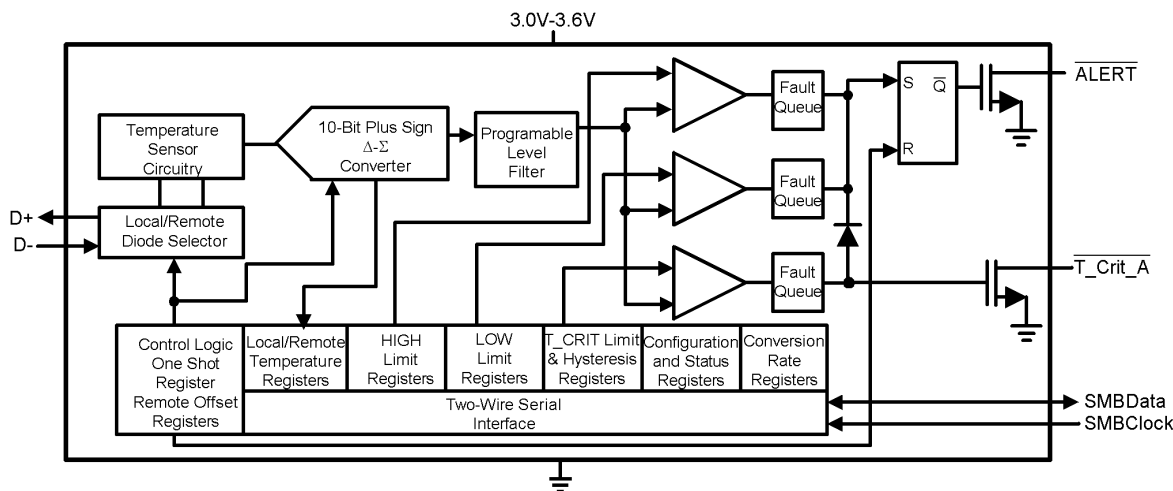 3.0V-3.6V
ALERT
Temperature
Sensor
Circuitry
10-Bit Plus Sign
Δ-Σ
Converter
Programable
Level
Filter
Fault
Queue
S
Q
R
Fault
Queue
Fault
Queue
T_Crit_A
D+
D-
Local/Remote
Diode Selector
Control Logic
One Shot
Register
Remote Offset
Registers
Local/Remote
Temperature
Registers
HIGH
Limit
Registers
LOW
Limit
Registers
T_CRIT Limit
& Hysteresis
Registers
Configuration
and Status
Registers
Conversion
Rate
Registers
Two-Wire Serial
Interface
SMBData
SMBClock